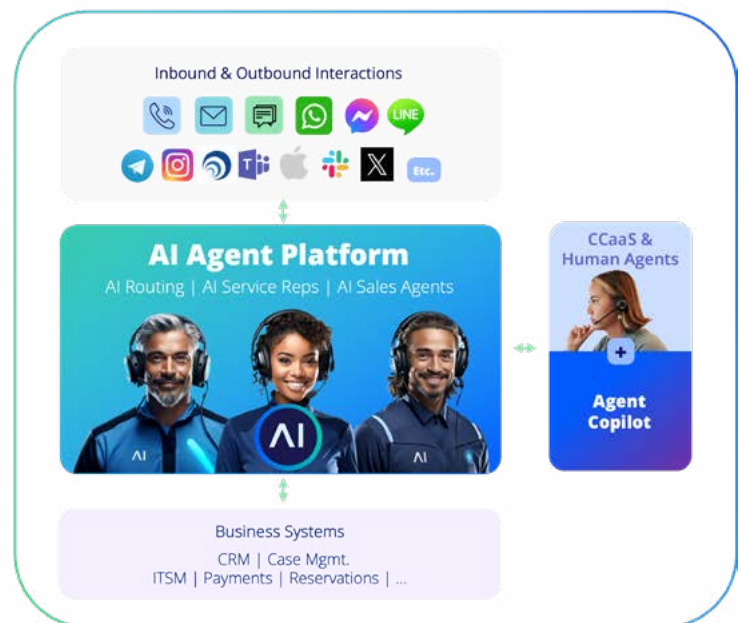 Inbound & Outbound Interactions
LINE
T
X
Etc.
AI Agent Platform
AI Routing | AI Service Reps | AI Sales Agents
AI
AI
AI
CCaaS &
Human Agents
+
Agent
Copilot
Business Systems
CRM | Case Mgmt.
ITSM | Payments | Reservations | ...